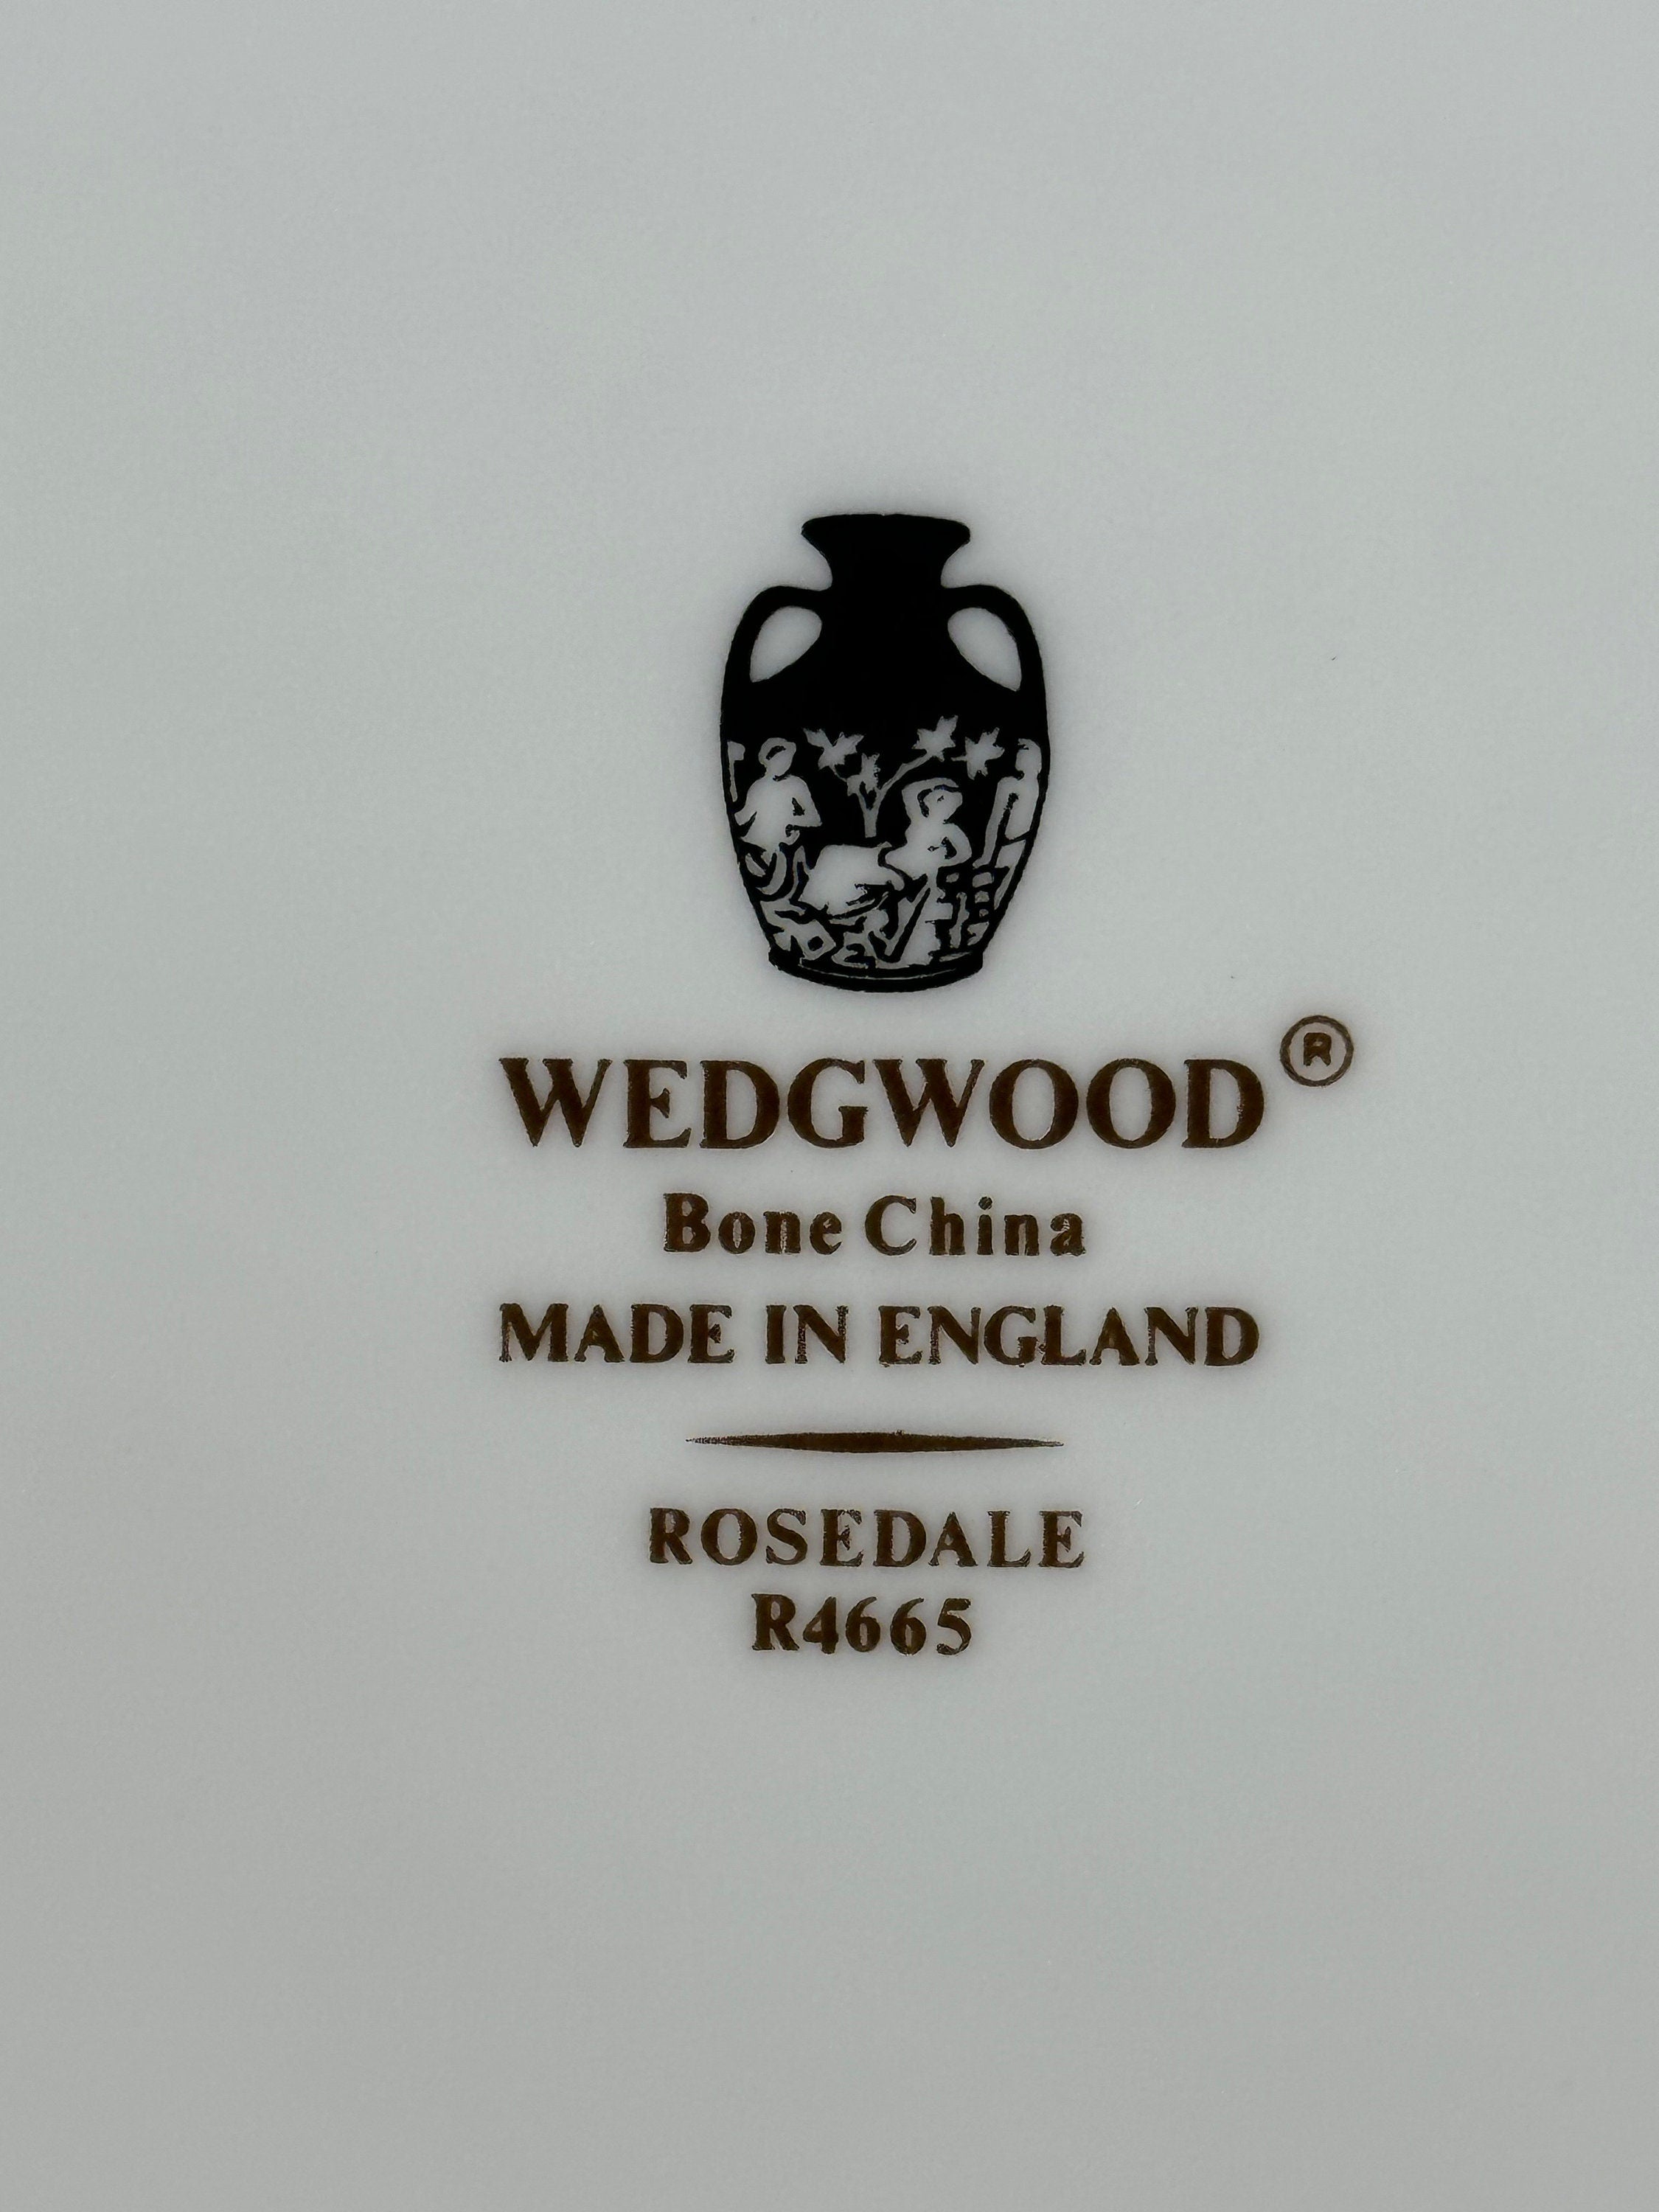 WEDGWOOD®
Bone China
MADE IN ENGLAND
ROSEDALE
R4665